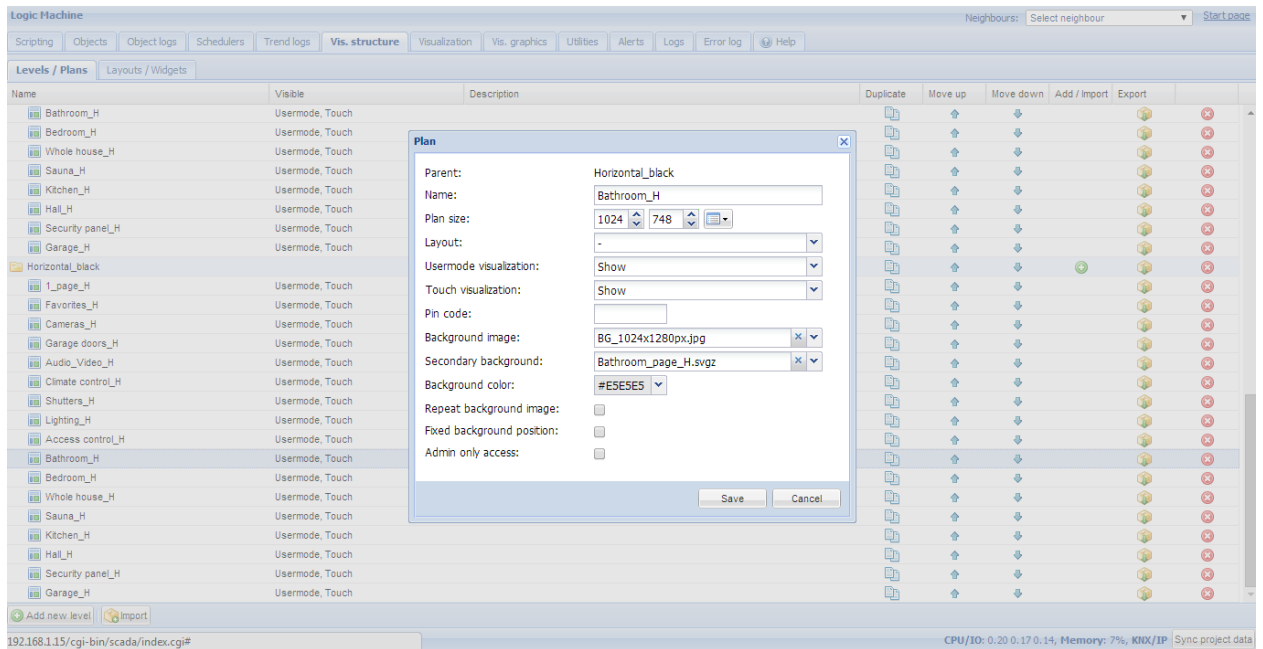 Logic Machine Neighbours: Select neighbour Start page
Scripting Objects Object logs Schedulers Trend logs Vis. structure Visualization Vis. graphics Utilities Alerts Logs Error log Help
Levels / Plans Layouts / Widgets
Name Visible Description Duplicate Move up Move down Add / Import Export
Bathroom_H Usermode, Touch
Bedroom_H Usermode, Touch
Whole house_H Usermode, Touch
Sauna_H Usermode, Touch
Kitchen_H Usermode, Touch
Hall_H Usermode, Touch
Security panel_H Usermode, Touch
Garage_H Usermode, Touch
Horizontal_black
1_page_H Usermode, Touch
Favorites_H Usermode, Touch
Cameras_H Usermode, Touch
Garage doors_H Usermode, Touch
Audio_Video_H Usermode, Touch
Climate control_H Usermode, Touch
Shutters_H Usermode, Touch
Lighting_H Usermode, Touch
Access control_H Usermode, Touch
Bathroom_H Usermode, Touch
Bedroom_H Usermode, Touch
Whole house_H Usermode, Touch
Sauna_H Usermode, Touch
Kitchen_H Usermode, Touch
Hall_H Usermode, Touch
Security panel_H Usermode, Touch
Garage_H Usermode, Touch
Plan
Parent: Horizontal_black
Name: Bathroom_H
Plan size: 1024 748
Layout: -
Usermode visualization: Show
Touch visualization: Show
Pin code:
Background image: BG_1024x1280px.jpg
Secondary background: Bathroom_page_H.svgz
Background color: #E5E5E5
Repeat background image:
Fixed background position:
Admin only access:
Save Cancel
Add new level Import
192.168.1.15/cgi-bin/scada/index.cgi# CPU/IO: 0.20 0.17 0.14, Memory: 7%, KNX/IP Sync project data